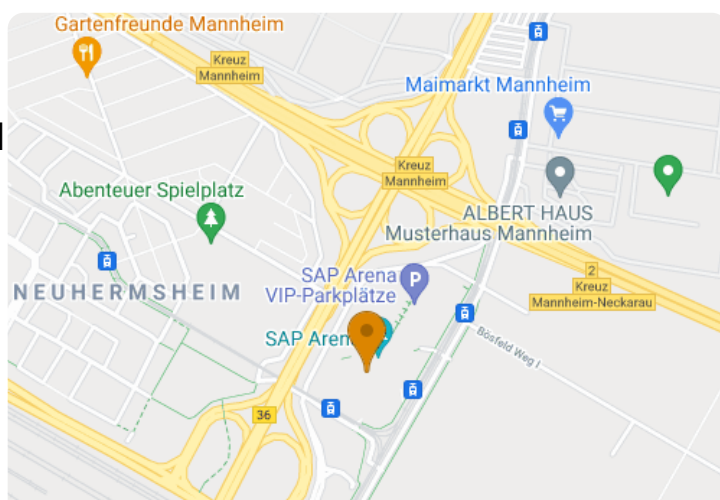 Gartenfreunde Mannheim
Kreuz
Mannheim
Maimarkt Mannheim
Kreuz
Mannheim
Abenteuer Spielplatz
ALBERT HAUS
Musterhaus Mannheim
SAP Arena
VIP-Parkplätze
P
2
Kreuz
Mannheim-Neckarau
NEUHERMSHEIM
SAP Aren
Bösfeld Weg I
36